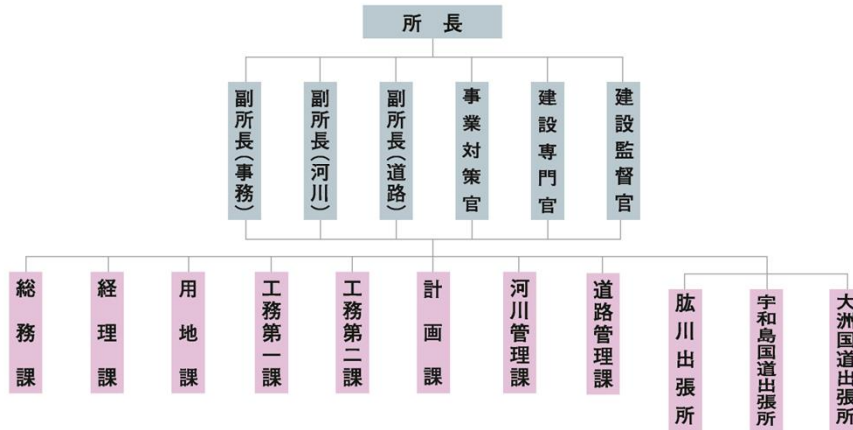 所長
副所長(事務)
副所長(河川)
副所長(道路)
事業対策官
建設専門官
建設監督官
総務課
経理課
用地課
工務第一課
工務第二課
計画課
河川管理課
道路管理課
肱川出張所
宇和島国道出張所
大洲国道出張所